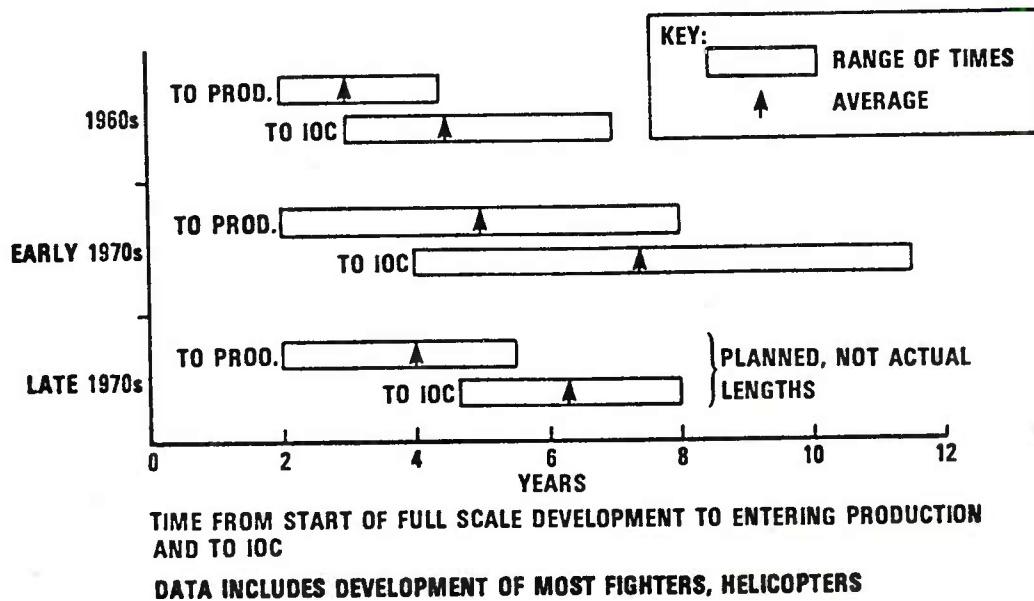 KEY:
RANGE OF TIMES
AVERAGE
TO PROD.
1960s
TO IOC
TO PROD.
EARLY 1970s
TO IOC
TO PROD.
PLANNED, NOT ACTUAL
LENGTHS
LATE 1970s
TO IOC
0 2 4 6 8 10 12
YEARS
TIME FROM START OF FULL SCALE DEVELOPMENT TO ENTERING PRODUCTION
AND TO IOC
DATA INCLUDES DEVELOPMENT OF MOST FIGHTERS, HELICOPTERS